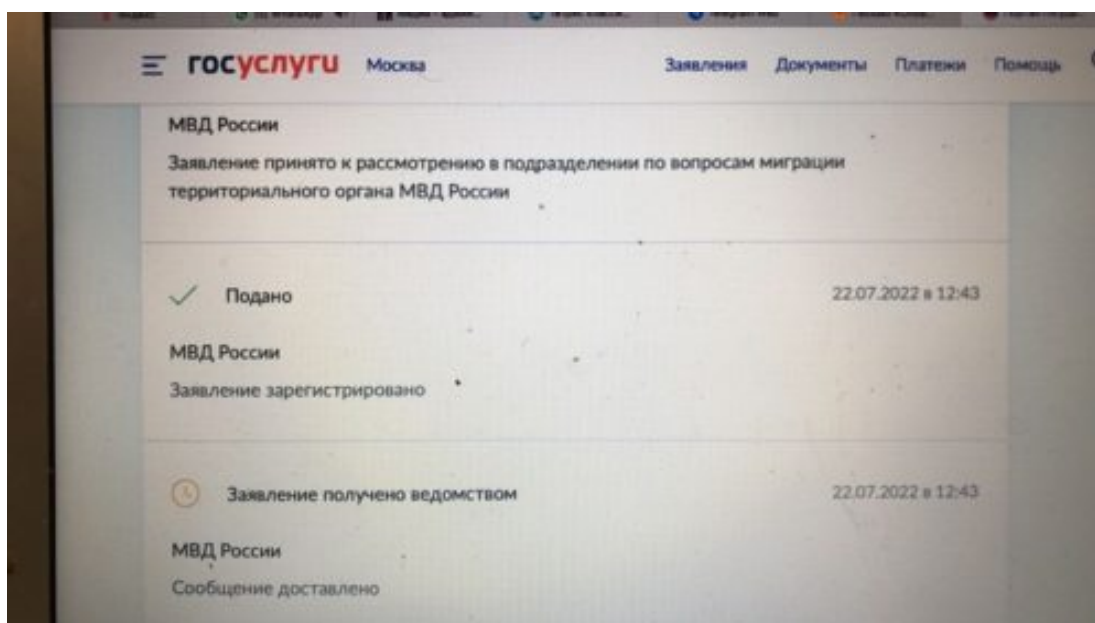 госуслуги Москва Заявления Документы Платежи Помощь
МВД России
Заявление принято к рассмотрению в подразделении по вопросам миграции
территориального органа МВД России
Подано 22.07.2022 в 12:43
МВД России
Заявление зарегистрировано
Заявление получено ведомством 22.07.2022 в 12:43
МВД России
Сообщение доставлено